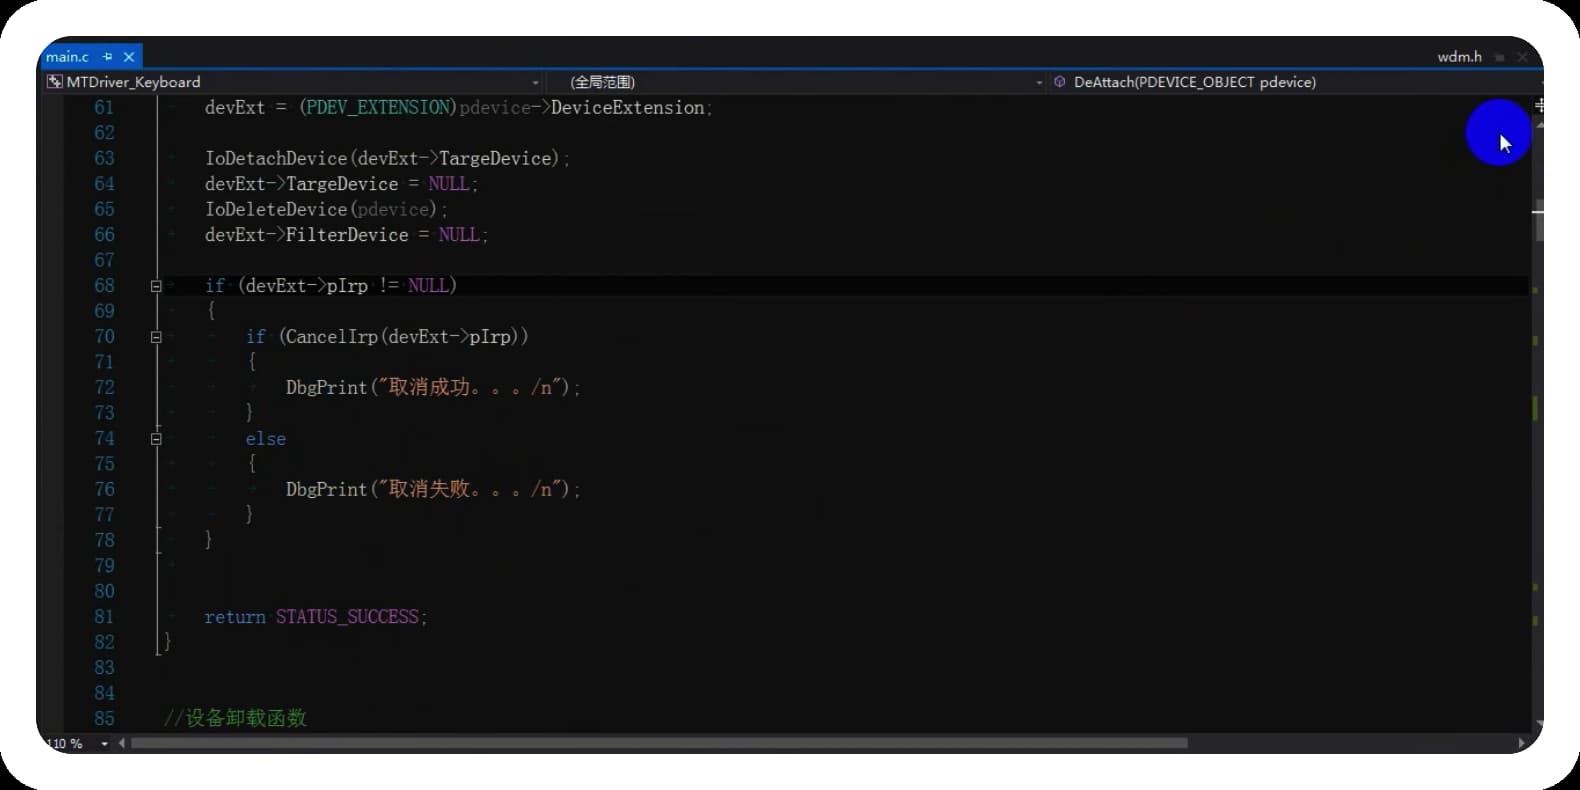 main.c
wdm.h
MTDriver_Keyboard
(全局范围)
DeAttach(PDEVICE_OBJECT pdevice)
61 devExt = (PDEV_EXTENSION)pdevice->DeviceExtension;
62
63 IoDetachDevice(devExt->TargeDevice);
64 devExt->TargeDevice = NULL;
65 IoDeleteDevice(pdevice);
66 devExt->FilterDevice = NULL;
67
68 if (devExt->pIrp != NULL)
69 {
70 if (CancelIrp(devExt->pIrp))
71 {
72 DbgPrint("取消成功。。。/n");
73 }
74 else
75 {
76 DbgPrint("取消失败。。。/n");
77 }
78 }
79
80
81 return STATUS_SUCCESS;
82 }
83
84
85 //设备卸载函数
110 %